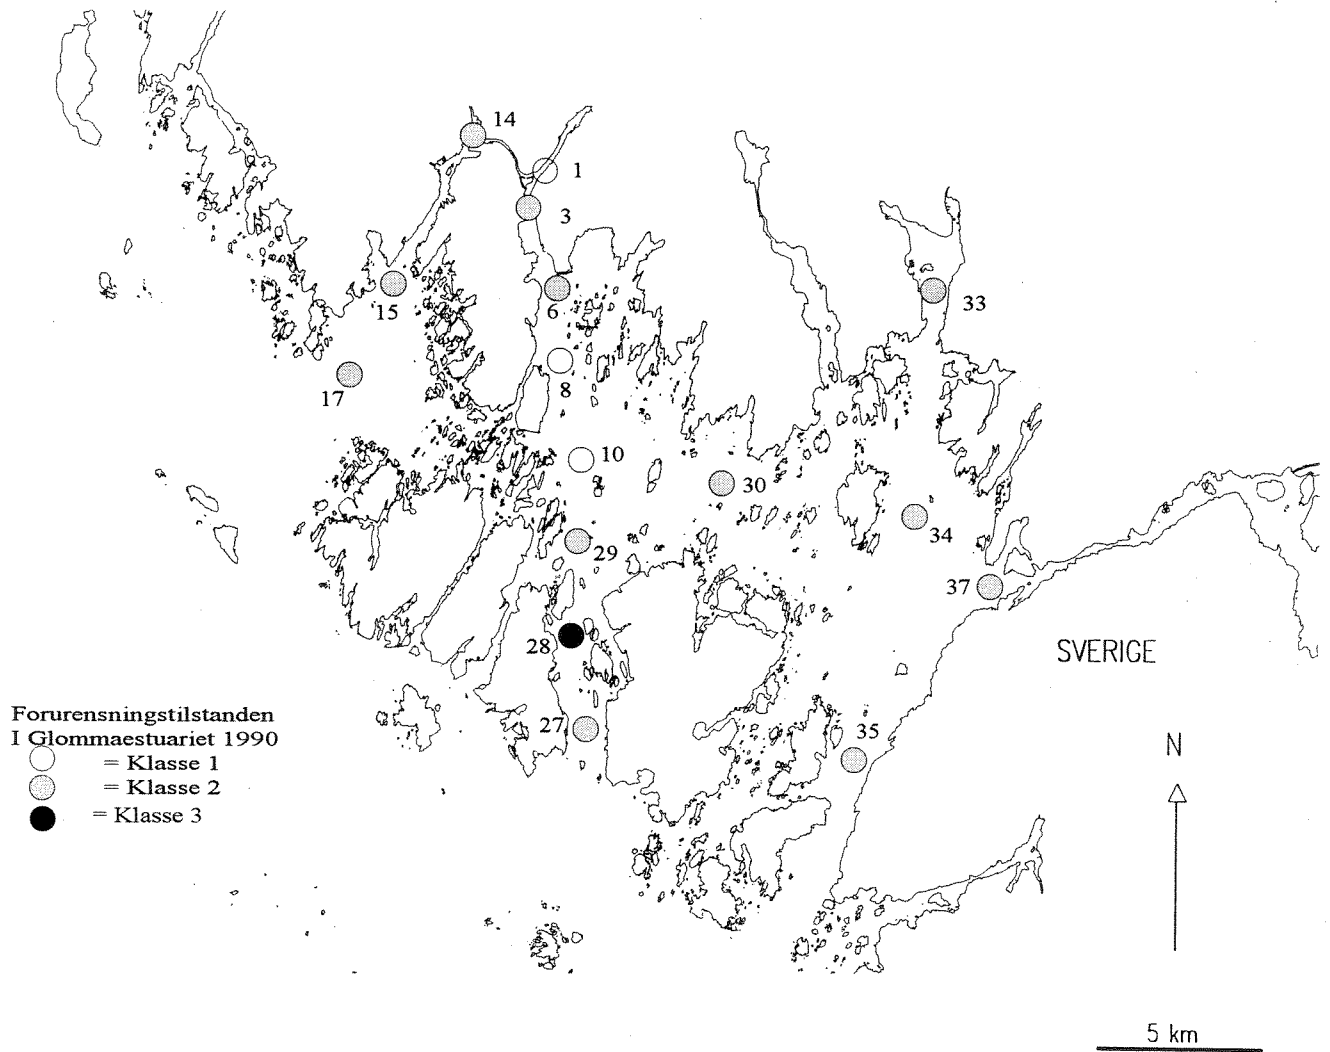 14
1
3
15
6
33
17
8
10
30
34
29
37
28
SVERIGE
27
35
N
Forurensningstilstanden
I Glommaestuariet 1990
= Klasse 1
= Klasse 2
= Klasse 3
5 km